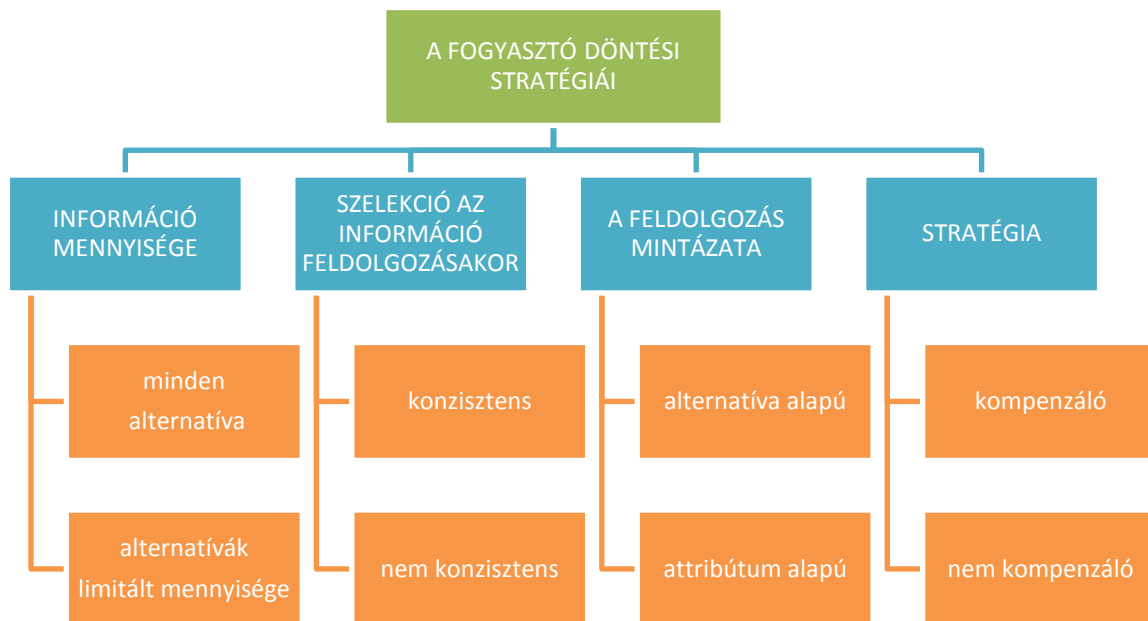 A FOGYASZTÓ DÖNTÉSI
STRATÉGIÁI
INFORMÁCIÓ
MENNYISÉGE
minden
alternatíva
alternatívák
limitált mennyisége
SZELEKCIÓ AZ
INFORMÁCIÓ
FELDOLGOZÁSAKOR
konzisztens
nem konzisztens
A FELDOLGOZÁS
MINTÁZATA
alternatíva alapú
attribútum alapú
STRATÉGIA
kompenzáló
nem kompenzáló